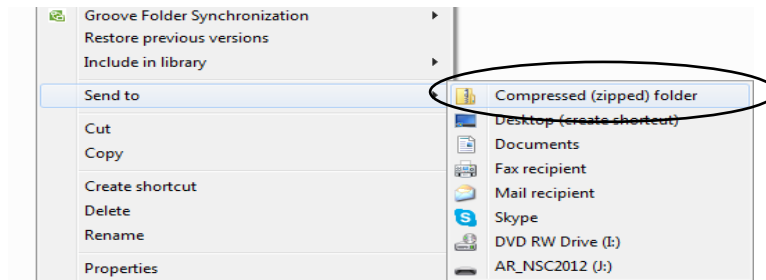 Groove Folder Synchronization
Restore previous versions
Include in library
Send to
Cut
Copy
Create shortcut
Delete
Rename
Properties
Compressed (zipped) folder
Desktop (create shortcut)
Documents
Fax recipient
Mail recipient
Skype
DVD RW Drive (I:)
AR_NSC2012 (J:)